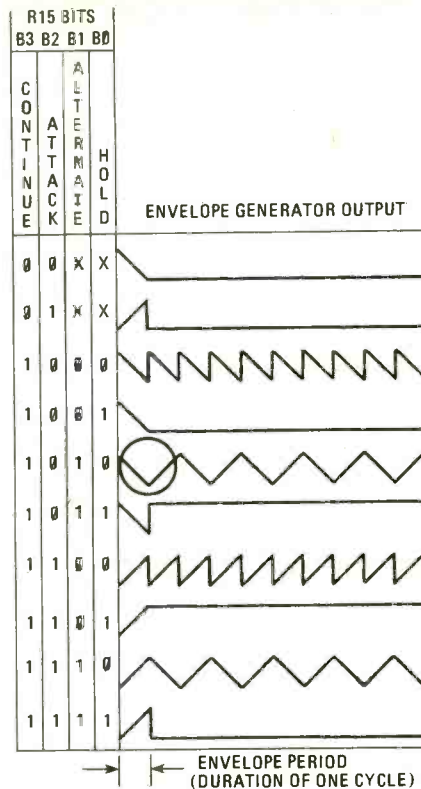 R15 BITS
B3 B2 B1 B0
CONTINUE
ATTACK
ALTERNATE
HOLD
ENVELOPE GENERATOR OUTPUT
0 0 X X
0 1 X X
1 0 0 0
1 0 0 1
1 0 1 0
1 0 1 1
1 1 0 0
1 1 0 1
1 1 1 0
1 1 1 1
ENVELOPE PERIOD
(DURATION OF ONE CYCLE)